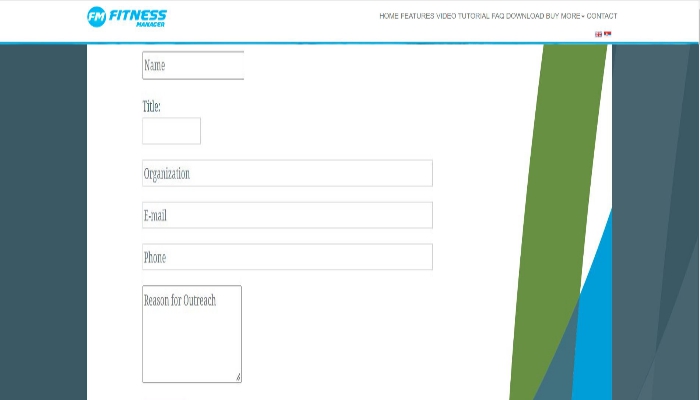 FM FITNESS
MANAGER
HOME FEATURES VIDEO TUTORIAL FAQ DOWNLOAD BUY MORE CONTACT
Name
Title:
Organization
E-mail
Phone
Reason for Outreach